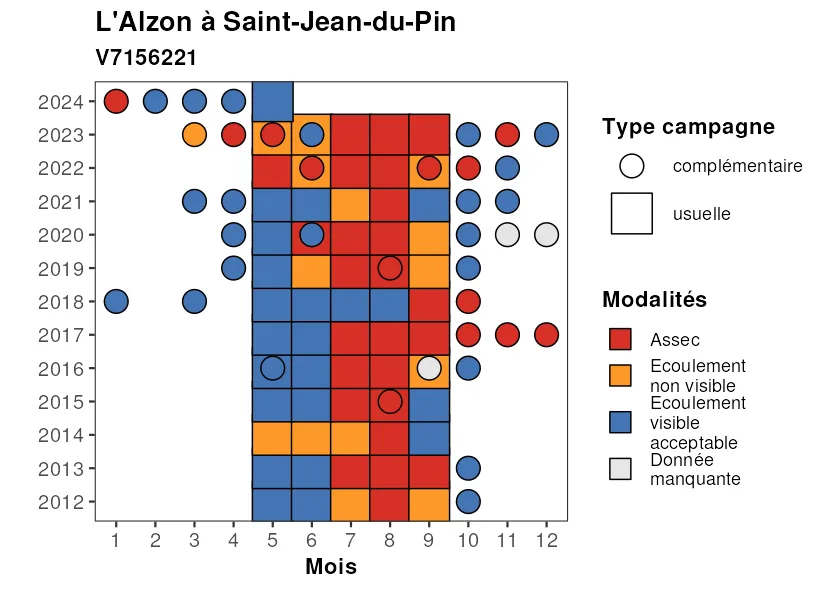 L'Alzon à Saint-Jean-du-Pin
V7156221
2024
2023
2022
2021
2020
2019
2018
2017
2016
2015
2014
2013
2012
1 2 3 4 5 6 7 8 9 10 11 12
Mois
Type campagne
complémentaire
usuelle
Modalités
Assec
Ecoulement
non visible
Ecoulement
visible
acceptable
Donnée
manquante